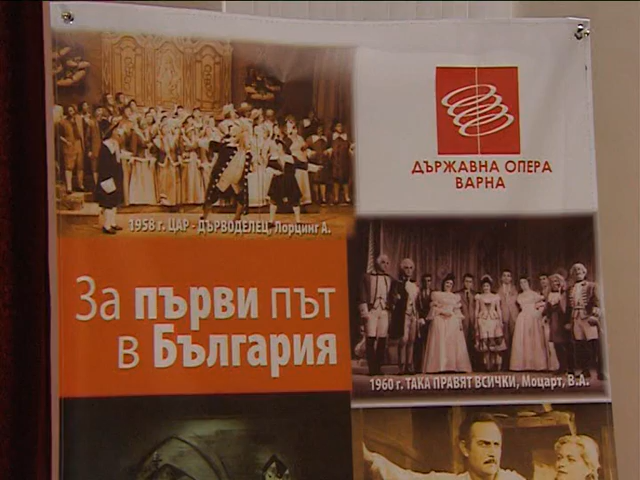 1958 г. ЦАР - ДЪРВОДЕЛЕЦ, Лорцинг А.
ДЪРЖАВНА ОПЕРА
ВАРНА
За първи път
в България
1960 г. ТАКА ПРАВЯТ ВСИЧКИ, Моцарт, В.А.